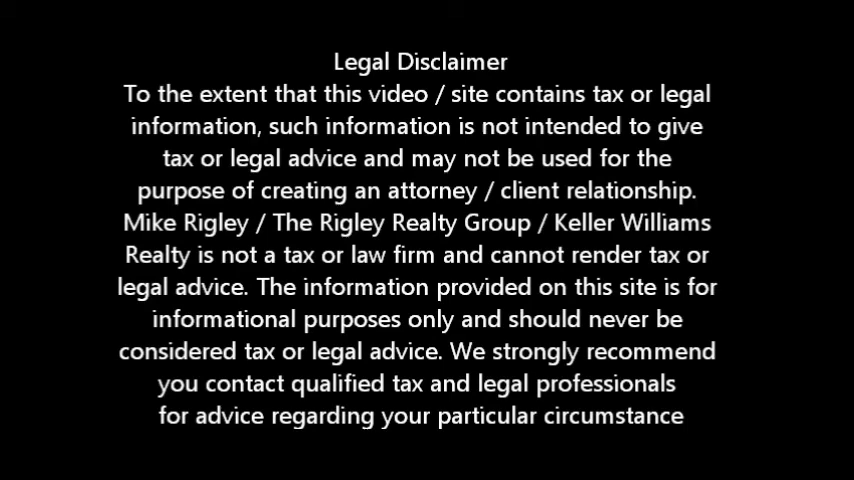 Legal Disclaimer
To the extent that this video / site contains tax or legal
information, such information is not intended to give
tax or legal advice and may not be used for the
purpose of creating an attorney / client relationship.
Mike Rigley / The Rigley Realty Group / Keller Williams
Realty is not a tax or law firm and cannot render tax or
legal advice. The information provided on this site is for
informational purposes only and should never be
considered tax or legal advice. We strongly recommend
you contact qualified tax and legal professionals
for advice regarding your particular circumstance